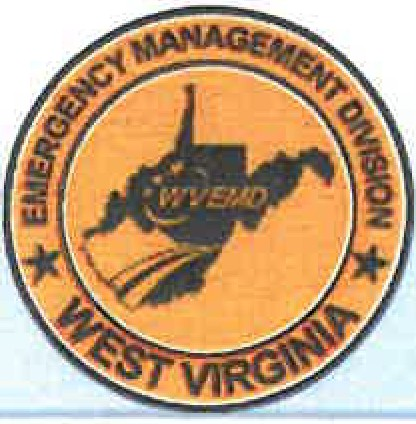 EMERGENCY MANAGEMENT DIVISION
WVEMD
WEST VIRGINIA